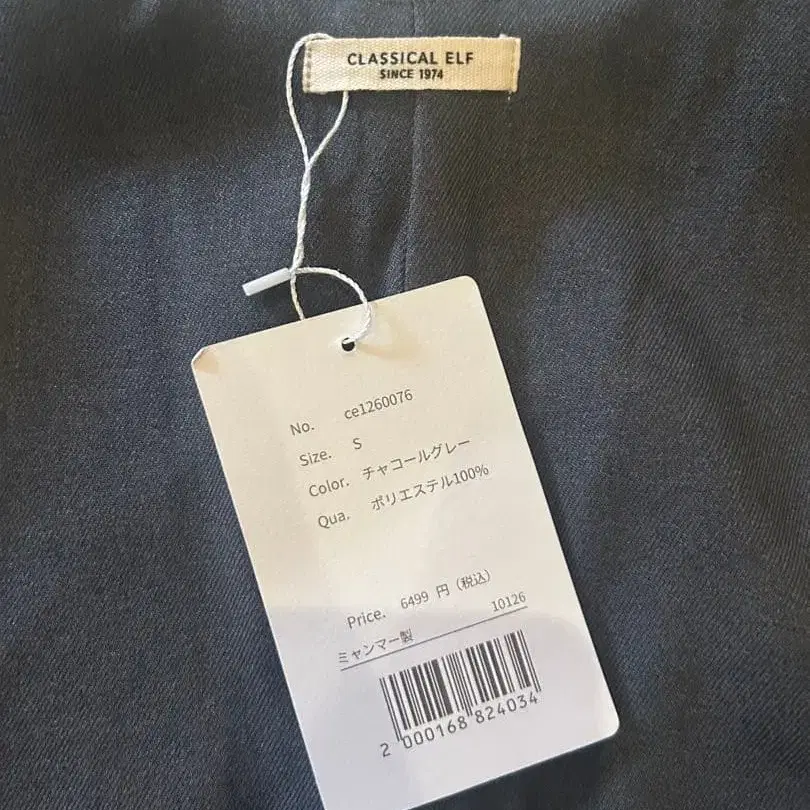 CLASSICAL ELF
SINCE 1974
No. ce1260076
Size. S
Color. チャコールグレー
Qua. ポリエステル100%
Price. 6499 円（税込）
ミャンマー製 10126
2 000168 824034